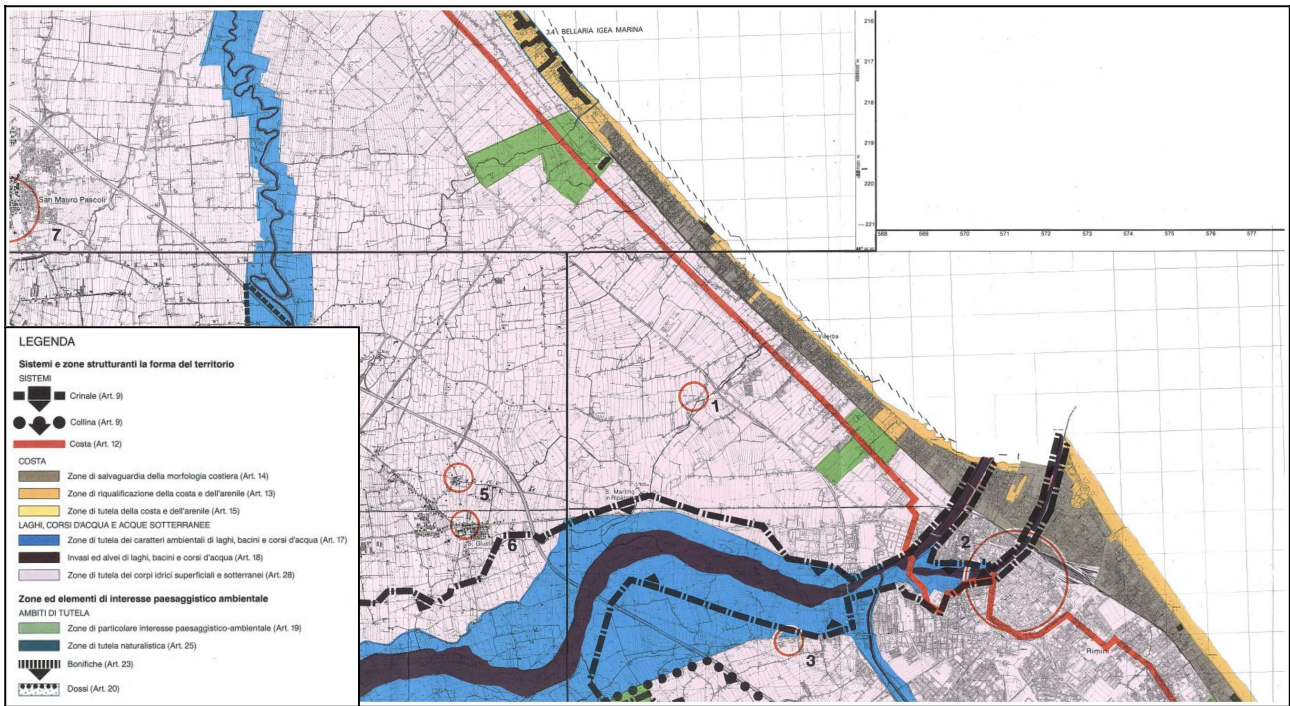 3.4 BELLARIA IGEA MARINA
216
217
218
219
220
221
568 569 570 571 572 573 574 575 576 577
San Mauro Pascoli
7
Viserba
1
5
6
S. Giustina
S. Martino
in Riparotta
2
3
Rimini
LEGENDA
Sistemi e zone strutturanti la forma del territorio
SISTEMI
Crinale (Art. 9)
Collina (Art. 9)
Costa (Art. 12)
COSTA
Zone di salvaguardia della morfologia costiera (Art. 14)
Zone di riqualificazione della costa e dell'arenile (Art. 13)
Zone di tutela della costa e dell'arenile (Art. 15)
LAGHI, CORSI D'ACQUA E ACQUE SOTTERRANEE
Zone di tutela dei caratteri ambientali di laghi, bacini e corsi d'acqua (Art. 17)
Invasi ed alvei di laghi, bacini e corsi d'acqua (Art. 18)
Zone di tutela dei corpi idrici superficiali e sotterranei (Art. 28)
Zone ed elementi di interesse paesaggistico ambientale
AMBITI DI TUTELA
Zone di particolare interesse paesaggistico-ambientale (Art. 19)
Zone di tutela naturalistica (Art. 25)
Bonifiche (Art. 23)
Dossi (Art. 20)